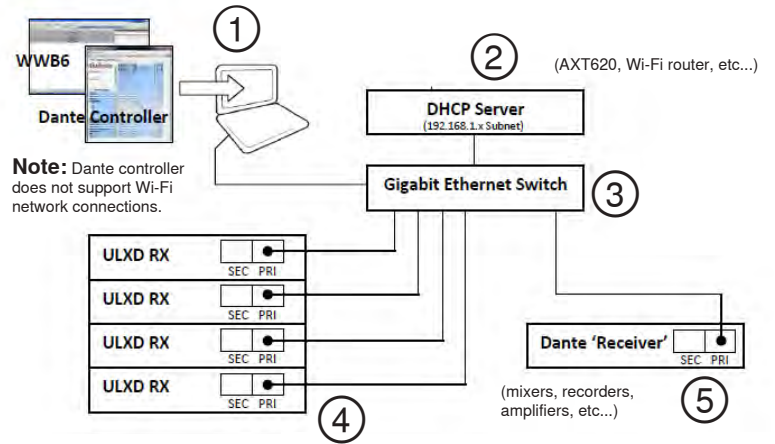 1
WWB6
Dante Controller
Note: Dante controller
does not support Wi-Fi
network connections.
2
(AXT620, Wi-Fi router, etc...)
DHCP Server
(192.168.1.x Subnet)
Gigabit Ethernet Switch
3
ULXD RX
SEC PRI
ULXD RX
SEC PRI
ULXD RX
SEC PRI
ULXD RX
SEC PRI
4
Dante 'Receiver'
SEC PRI
(mixers, recorders,
amplifiers, etc...)
5